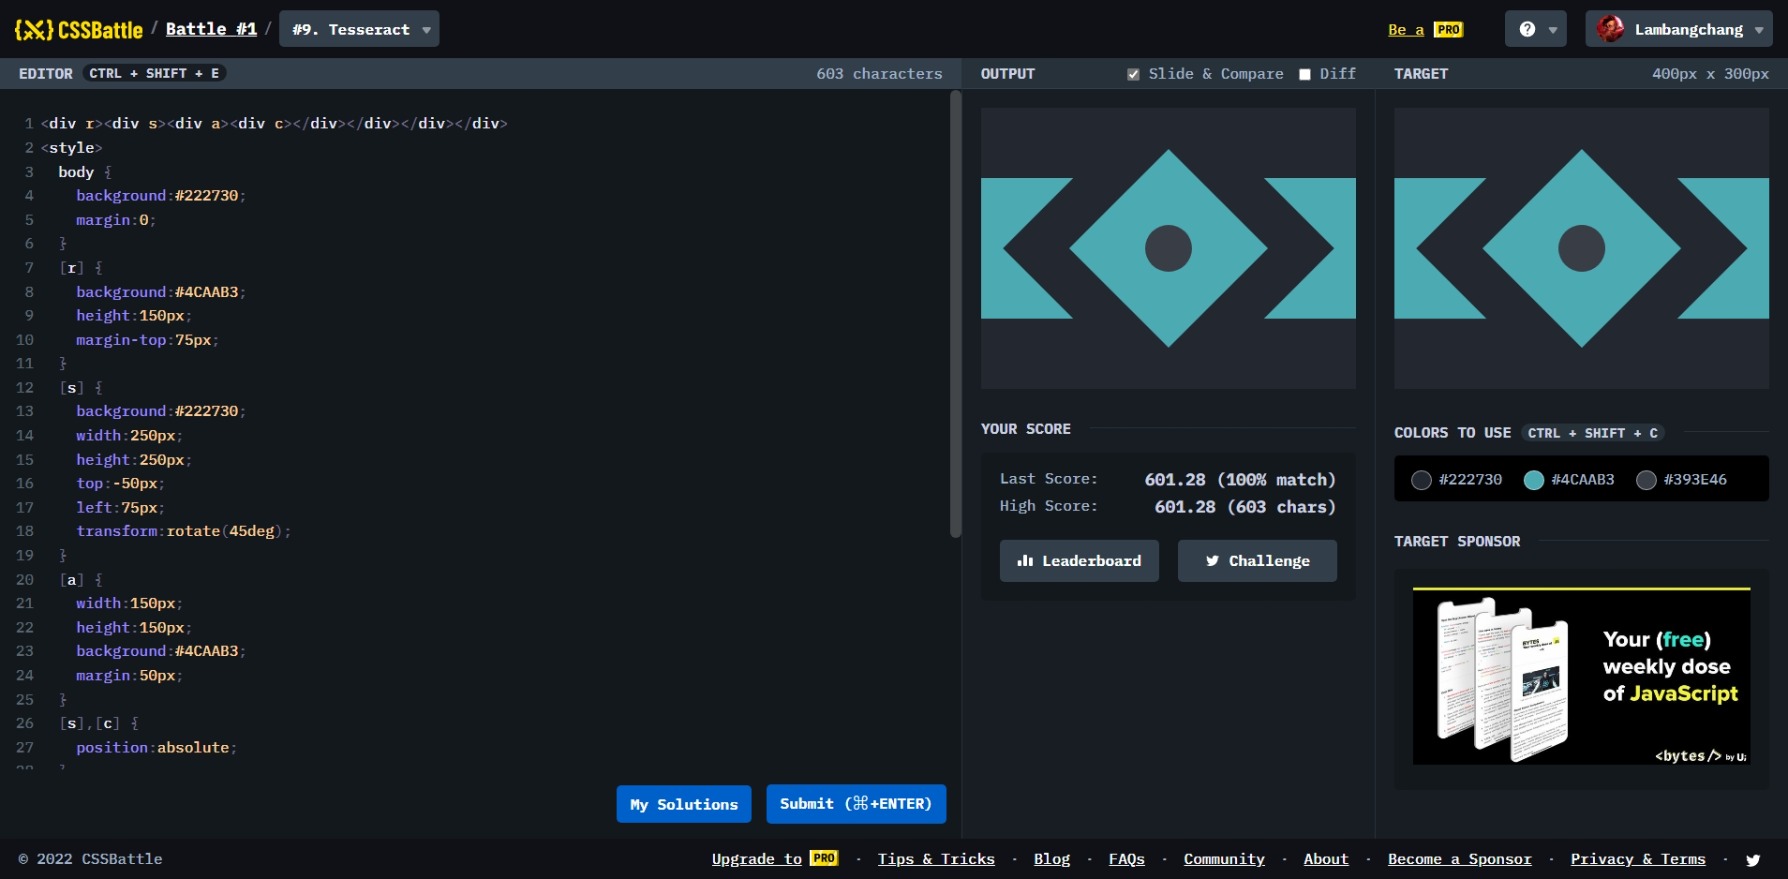 {X} CSSBattle / Battle #1 / #9. Tesseract
Be a PRO
? Lambangchang
EDITOR CTRL + SHIFT + E 603 characters
1 <div r><div s><div a><div c></div></div></div></div>
2 <style>
3 body {
4 background:#222730;
5 margin:0;
6 }
7 [r] {
8 background:#4CAAB3;
9 height:150px;
10 margin-top:75px;
11 }
12 [s] {
13 background:#222730;
14 width:250px;
15 height:250px;
16 top:-50px;
17 left:75px;
18 transform:rotate(45deg);
19 }
20 [a] {
21 width:150px;
22 height:150px;
23 background:#4CAAB3;
24 margin:50px;
25 }
26 [s],[c] {
27 position:absolute;
My Solutions Submit (⌘+ENTER)
OUTPUT Slide & Compare Diff
YOUR SCORE
Last Score: 601.28 (100% match)
High Score: 601.28 (603 chars)
Leaderboard Challenge
TARGET 400px x 300px
COLORS TO USE CTRL + SHIFT + C
#222730 #4CAAB3 #393E46
TARGET SPONSOR
Your (free)
weekly dose
of JavaScript
<bytes/> by ui
© 2022 CSSBattle
Upgrade to PRO · Tips & Tricks · Blog · FAQs · Community · About · Become a Sponsor · Privacy & Terms ·